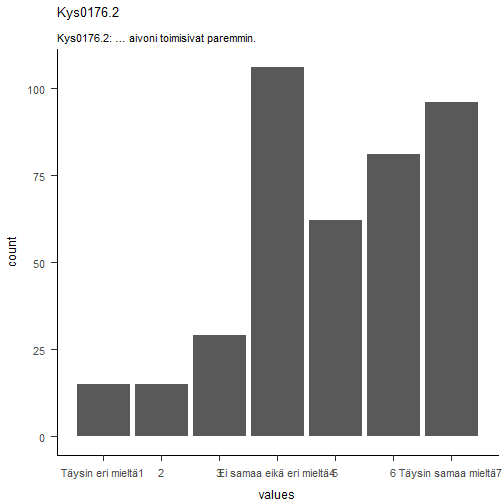 Kys0176.2
Kys0176.2: … aivoni toimisivat paremmin.
count
100
75
50
25
0
Täysin eri mieltä1 2 3 Ei samaa eikä eri mieltä4 5 6 Täysin samaa mieltä7
values